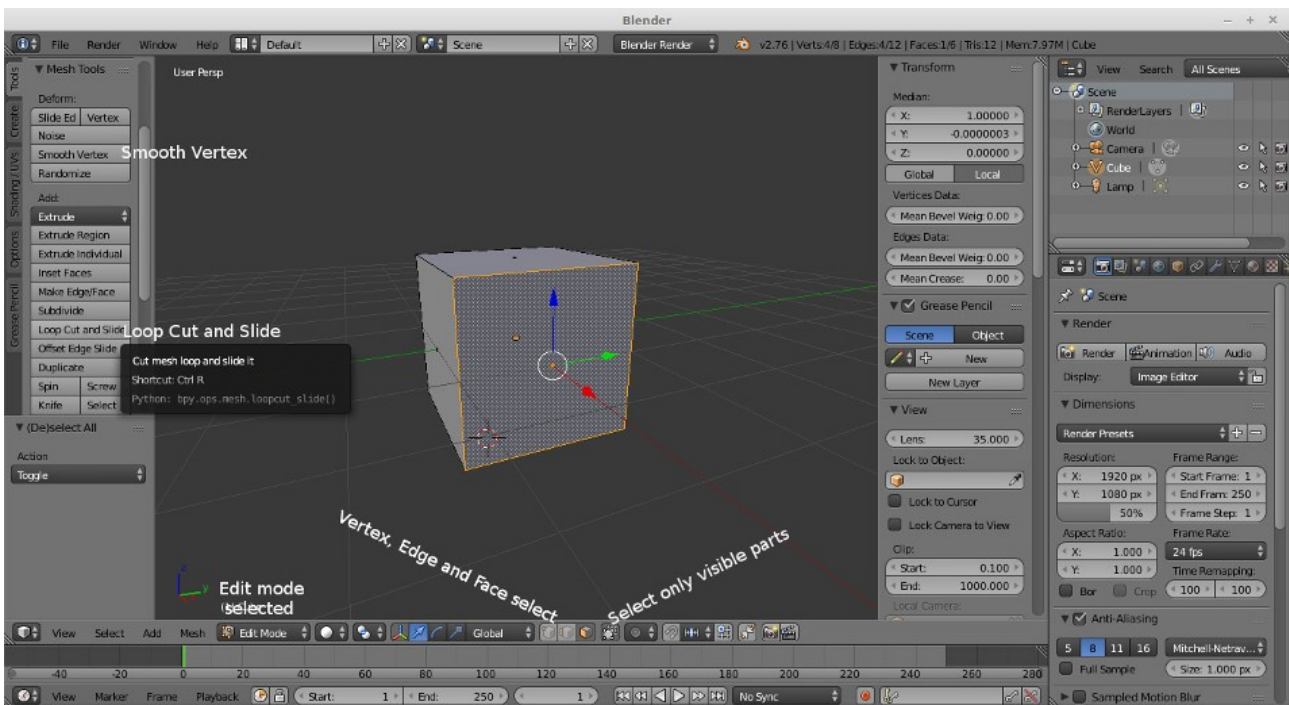 Blender
File Render Window Help Default Scene Blender Render v2.76 | Verts:4/8 | Edges:4/12 | Faces:1/6 | Tris:12 | Mem:7.97M | Cube
Tools
Create
Shading / UVs
Options
Grease Pencil
Mesh Tools
Deform:
Slide Ed Vertex
Noise
Smooth Vertex
Randomize
Add:
Extrude
Extrude Region
Extrude Individual
Inset Faces
Make Edge/Face
Subdivide
Loop Cut and Slide
Offset Edge Slide
Duplicate
Spin Screw
Knife Select
(De)select All
Action
Toggle
User Persp
Smooth Vertex
Loop Cut and Slide
Cut mesh loop and slide it
Shortcut: Ctrl R
Python: bpy.ops.mesh.loopcut_slide()
Vertex, Edge and Face select
Select only visible parts
z
y
Edit mode
selected
Transform
Median:
X: 1.00000
Y: -0.0000003
Z: 0.00000
Global Local
Vertices Data:
Mean Bevel Weig: 0.00
Edges Data:
Mean Bevel Weig: 0.00
Mean Crease: 0.00
Grease Pencil
Scene Object
New
New Layer
View
Lens: 35.000
Lock to Object:
Lock to Cursor
Lock Camera to View
Clip:
Start: 0.100
End: 1000.000
Local Camera:
View Search All Scenes
Scene
RenderLayers
World
Camera
Cube
Lamp
Scene
Render
Render Animation Audio
Display: Image Editor
Dimensions
Render Presets
Resolution: Frame Range:
X: 1920 px Start Frame: 1
Y: 1080 px End Fram: 250
50% Frame Step: 1
Aspect Ratio: Frame Rate:
X: 1.000 24 fps
Y: 1.000 Time Remapping:
Bor Crop 100 100
Anti-Aliasing
5 8 11 16 Mitchell-Netrav...
Full Sample Size: 1.000 px
Sampled Motion Blur
View Select Add Mesh Edit Mode Global
-40 -20 0 20 40 60 80 100 120 140 160 180 200 220 240 260 280
View Marker Frame Playback Start: 1 End: 250 1 No Sync